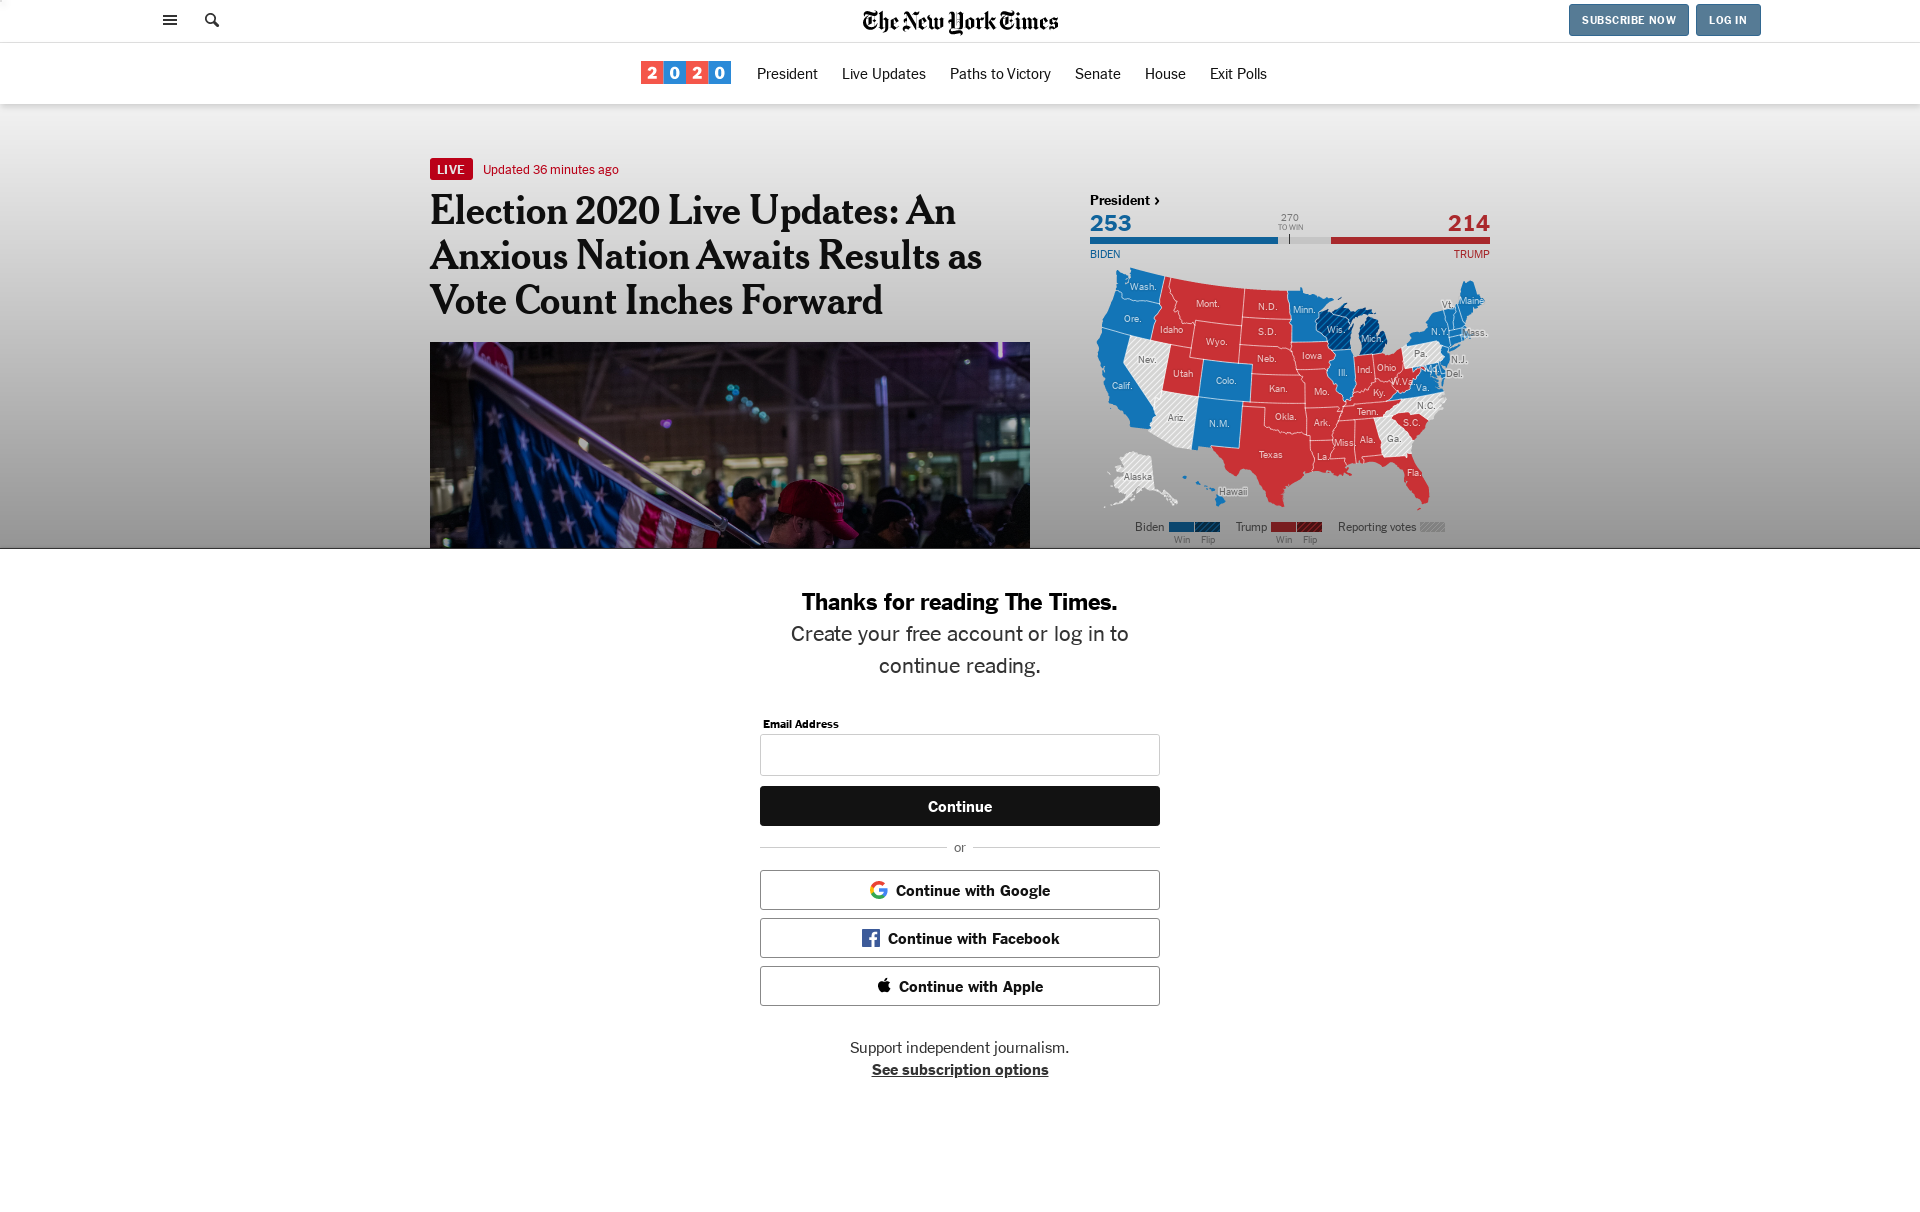 The New York Times
SUBSCRIBE NOW
LOG IN
2020
President
Live Updates
Paths to Victory
Senate
House
Exit Polls
LIVE
Updated 36 minutes ago
Election 2020 Live Updates: An
Anxious Nation Awaits Results as
Vote Count Inches Forward
President ›
253
270
TO WIN
214
BIDEN
TRUMP
Wash.
Ore.
Calif.
Nev.
Idaho
Mont.
Wyo.
Utah
Ariz.
Colo.
N.M.
N.D.
S.D.
Neb.
Kan.
Okla.
Texas
Minn.
Iowa
Mo.
Ark.
La.
Wis.
Ill.
Mich.
Ind.
Ohio
Ky.
Tenn.
Miss.
Ala.
Ga.
Fla.
S.C.
N.C.
Va.
W.Va.
Md.
Del.
N.J.
Pa.
N.Y.
Vt.
Maine
Mass.
Alaska
Hawaii
Biden
Win
Flip
Trump
Win
Flip
Reporting votes
Thanks for reading The Times.
Create your free account or log in to
continue reading.
Email Address
Continue
or
Continue with Google
Continue with Facebook
Continue with Apple
Support independent journalism.
See subscription options